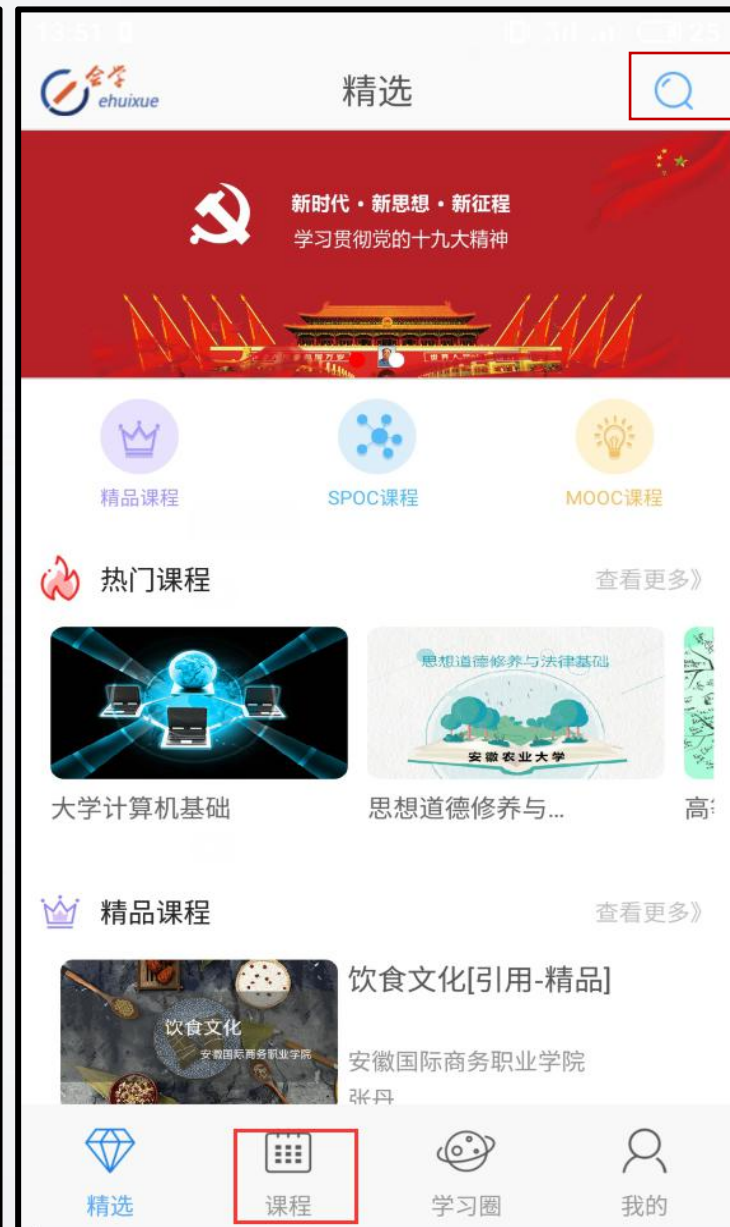 会学
ehuixue
精选
新时代·新思想·新征程
学习贯彻党的十九大精神
精品课程
SPOC课程
MOOC课程
热门课程
查看更多》
思想道德修养与法律基础
安徽农业大学
大学计算机基础
思想道德修养与...
精品课程
查看更多》
饮食文化
安徽国际商务职业学院
饮食文化[引用-精品]
安徽国际商务职业学院
张丹
精选
课程
学习圈
我的